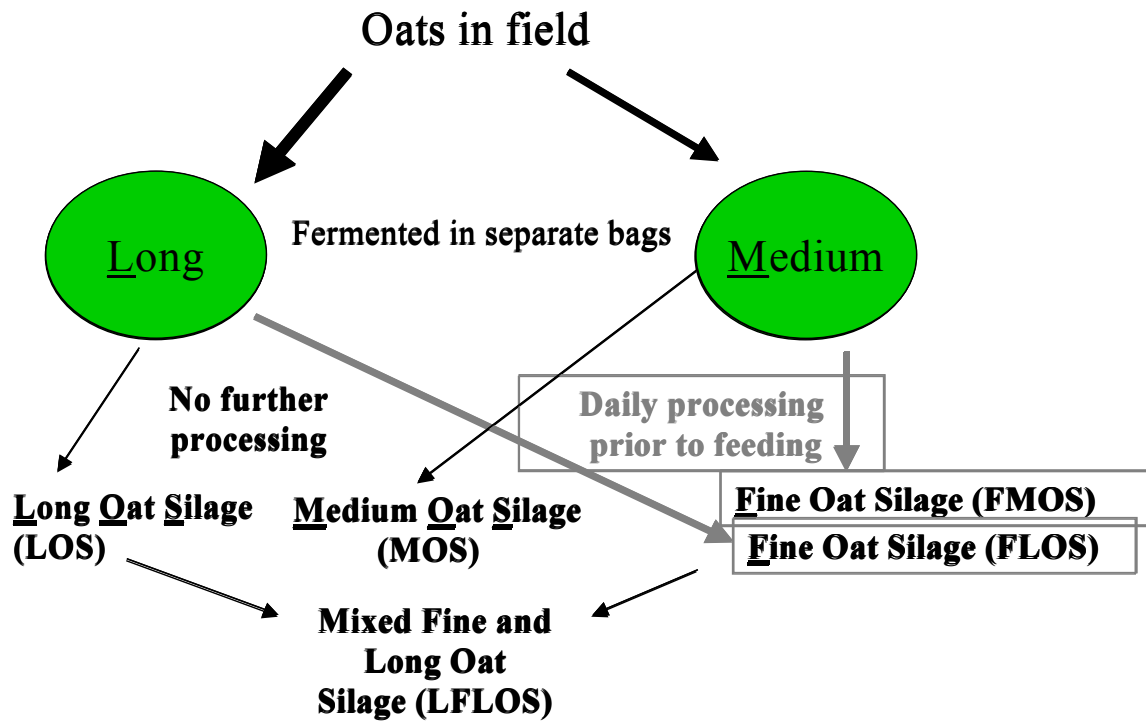 Oats in field
Long
Fermented in separate bags
Medium
No further
processing
Daily processing
prior to feeding
Long Oat Silage
(LOS)
Medium Oat Silage
(MOS)
Fine Oat Silage (FMOS)
Fine Oat Silage (FLOS)
Mixed Fine and
Long Oat
Silage (LFLOS)